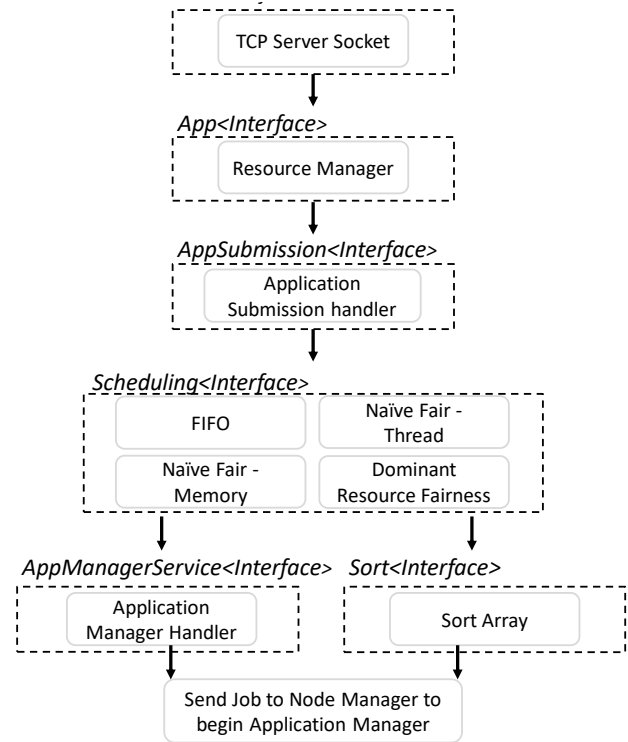 TCP Server Socket
App<Interface>
Resource Manager
AppSubmission<Interface>
Application
Submission handler
Scheduling<Interface>
FIFO
Naïve Fair -
Thread
Naïve Fair -
Memory
Dominant
Resource Fairness
AppManagerService<Interface>
Sort<Interface>
Application
Manager Handler
Sort Array
Send Job to Node Manager to
begin Application Manager